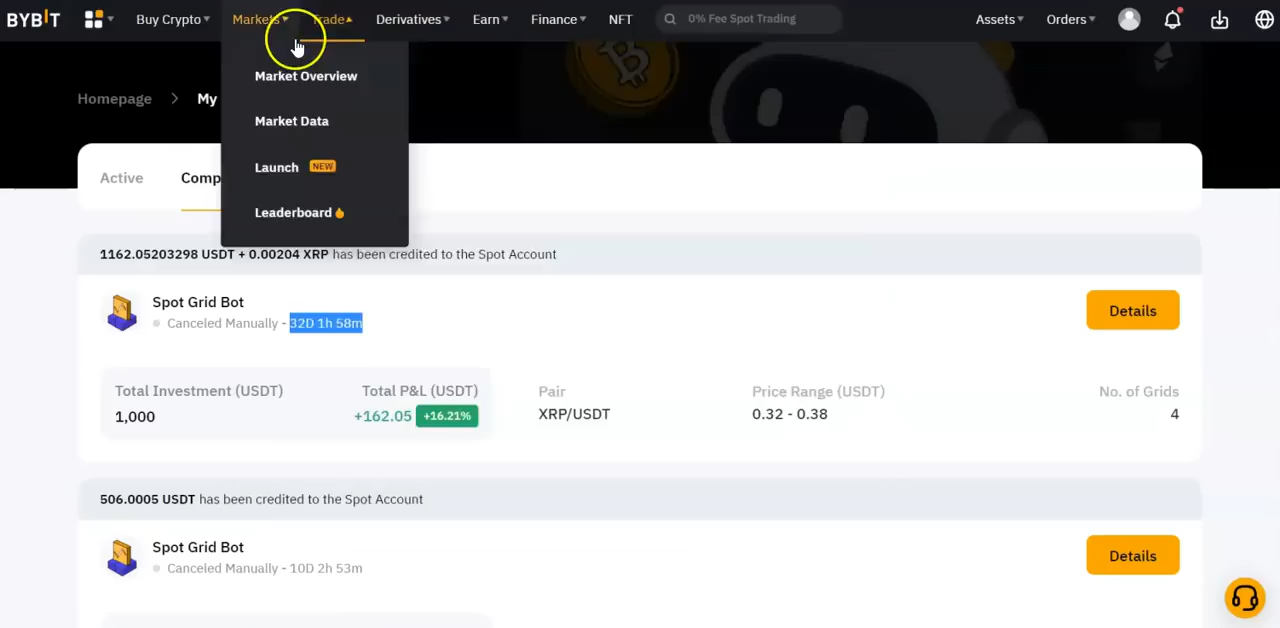 BYBIT Buy Crypto Markets Trade Derivatives Earn Finance NFT 0% Fee Spot Trading Assets Orders
Homepage My
Market Overview
Market Data
Launch NEW
Leaderboard
Active
1162.05203298 USDT + 0.00204 XRP has been credited to the Spot Account
Spot Grid Bot
Canceled Manually - 32D 1h 58m
Details
Total Investment (USDT) Total P&L (USDT) Pair Price Range (USDT) No. of Grids
1,000 +162.05 +16.21% XRP/USDT 0.32 - 0.38 4
506.0005 USDT has been credited to the Spot Account
Spot Grid Bot
Canceled Manually - 10D 2h 53m
Details